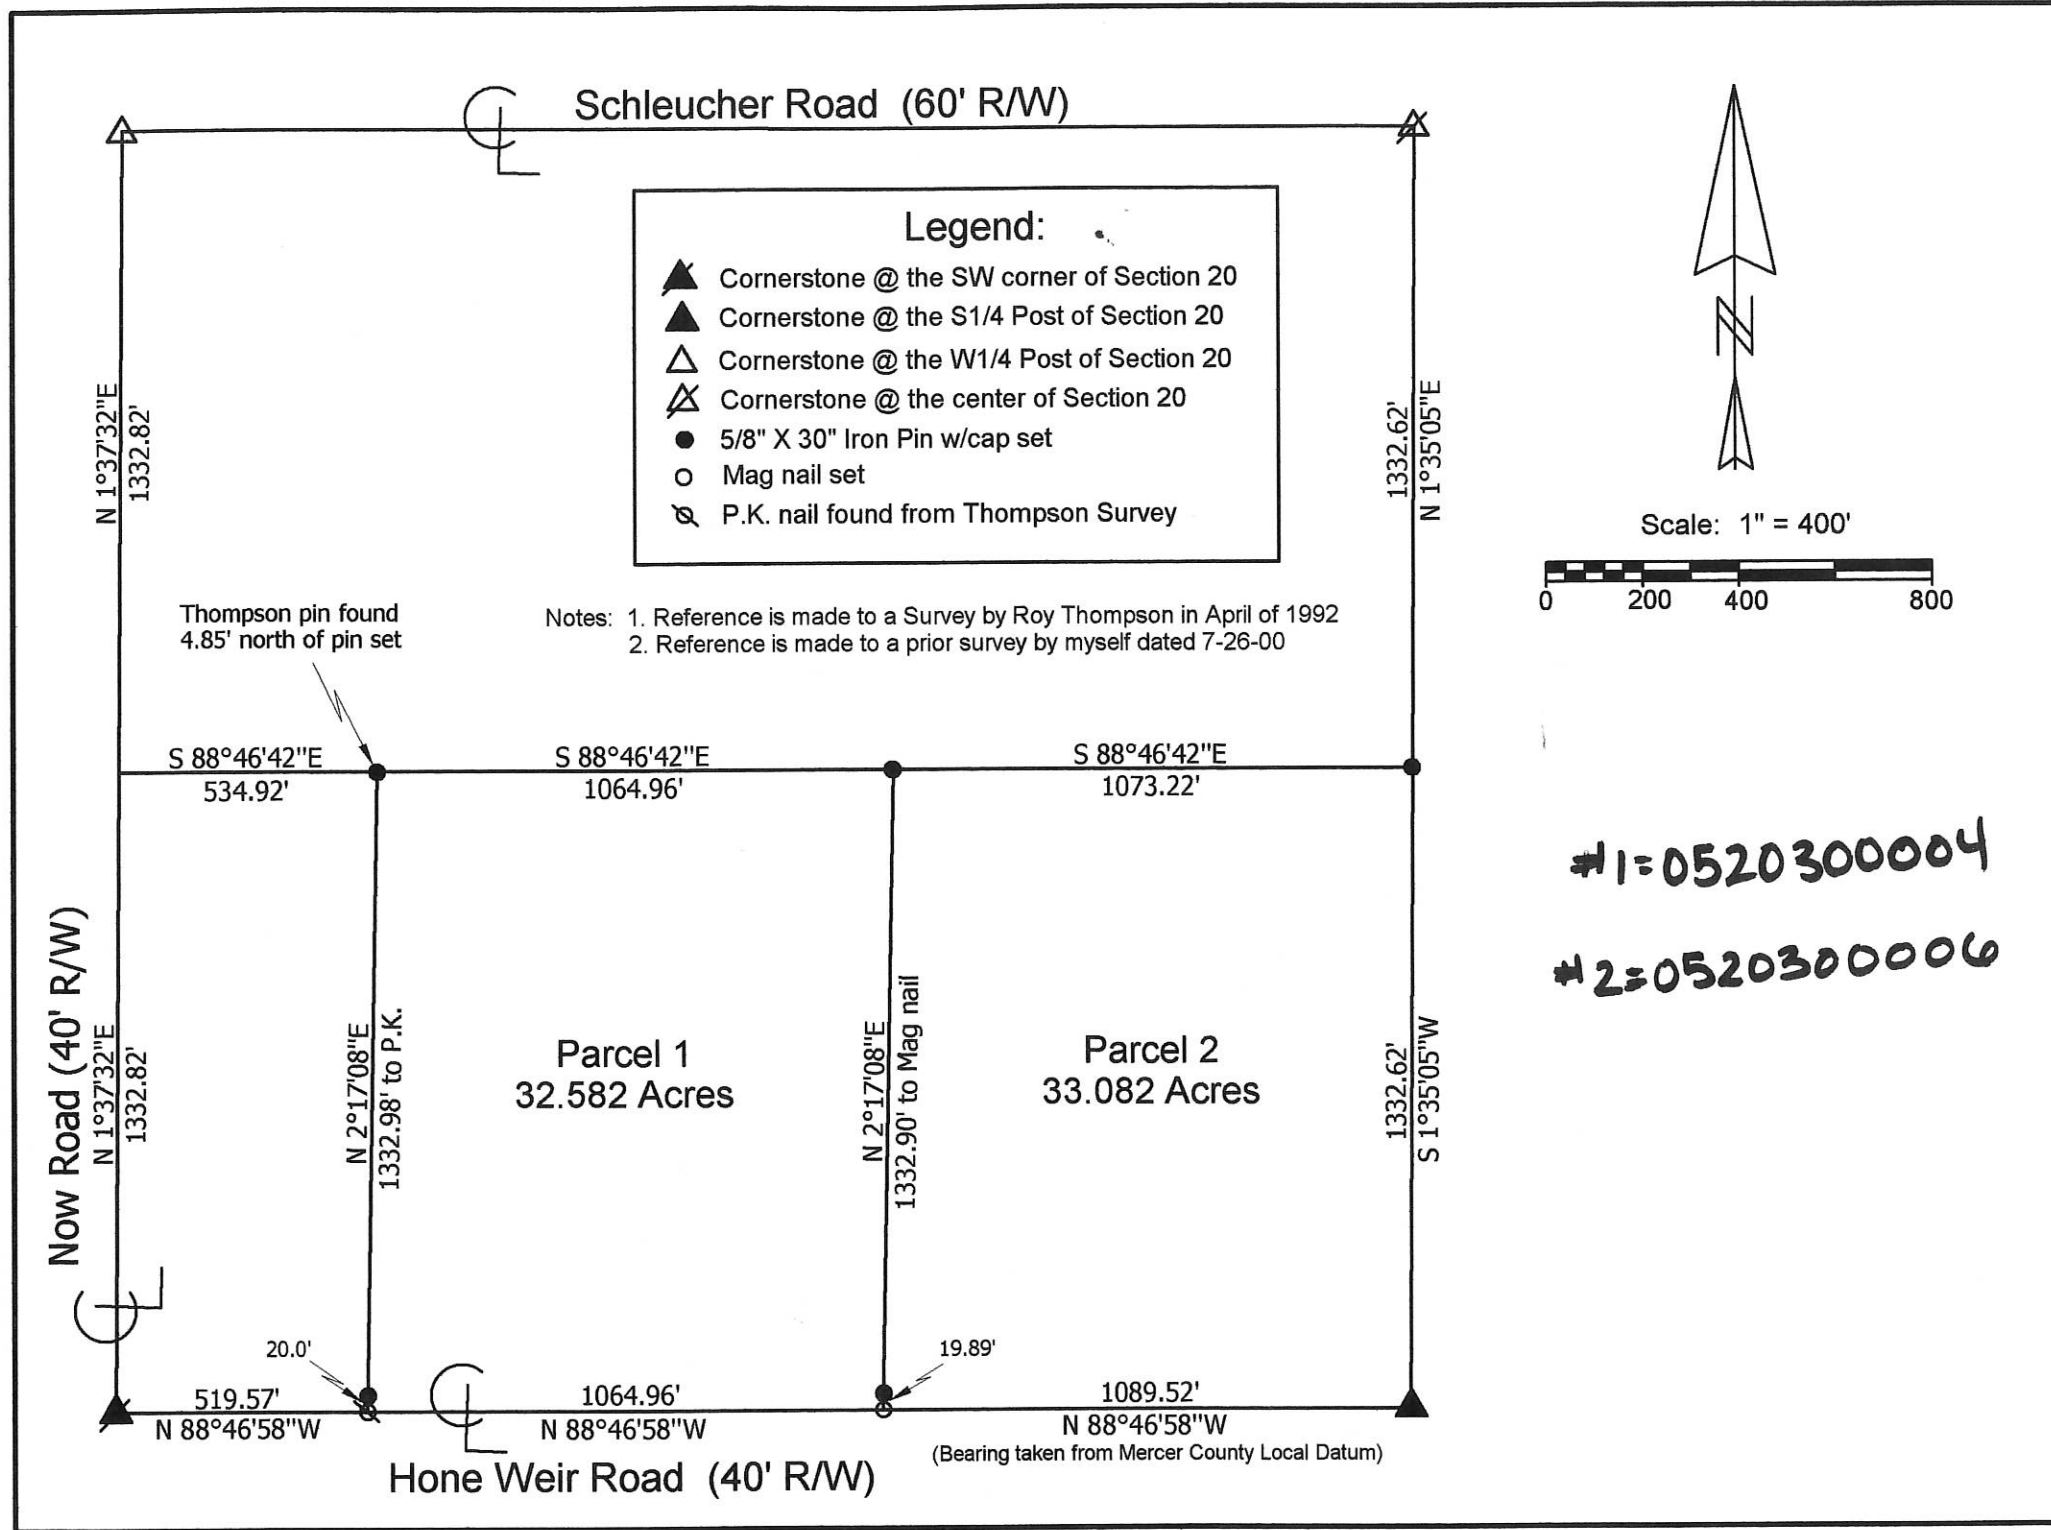 Schleucher Road (60' R/W)
Legend:
Cornerstone @ the SW corner of Section 20
Cornerstone @ the S1/4 Post of Section 20
Cornerstone @ the W1/4 Post of Section 20
Cornerstone @ the center of Section 20
5/8" X 30" Iron Pin w/cap set
Mag nail set
P.K. nail found from Thompson Survey
N
Scale: 1" = 400'
0 200 400 800
N 1°37'32"E
1332.82'
1332.62'
N 1°35'05"E
Thompson pin found
4.85' north of pin set
Notes: 1. Reference is made to a Survey by Roy Thompson in April of 1992
2. Reference is made to a prior survey by myself dated 7-26-00
S 88°46'42"E
534.92'
S 88°46'42"E
1064.96'
S 88°46'42"E
1073.22'
#1=0520300004
#2=0520300006
Now Road (40' R/W)
N 1°37'32"E
1332.82'
N 2°17'08"E
1332.98' to P.K.
Parcel 1
32.582 Acres
N 2°17'08"E
1332.90' to Mag nail
Parcel 2
33.082 Acres
1332.62'
S 1°35'05"W
20.0'
19.89'
519.57'
N 88°46'58"W
1064.96'
N 88°46'58"W
1089.52'
N 88°46'58"W
(Bearing taken from Mercer County Local Datum)
Hone Weir Road (40' R/W)